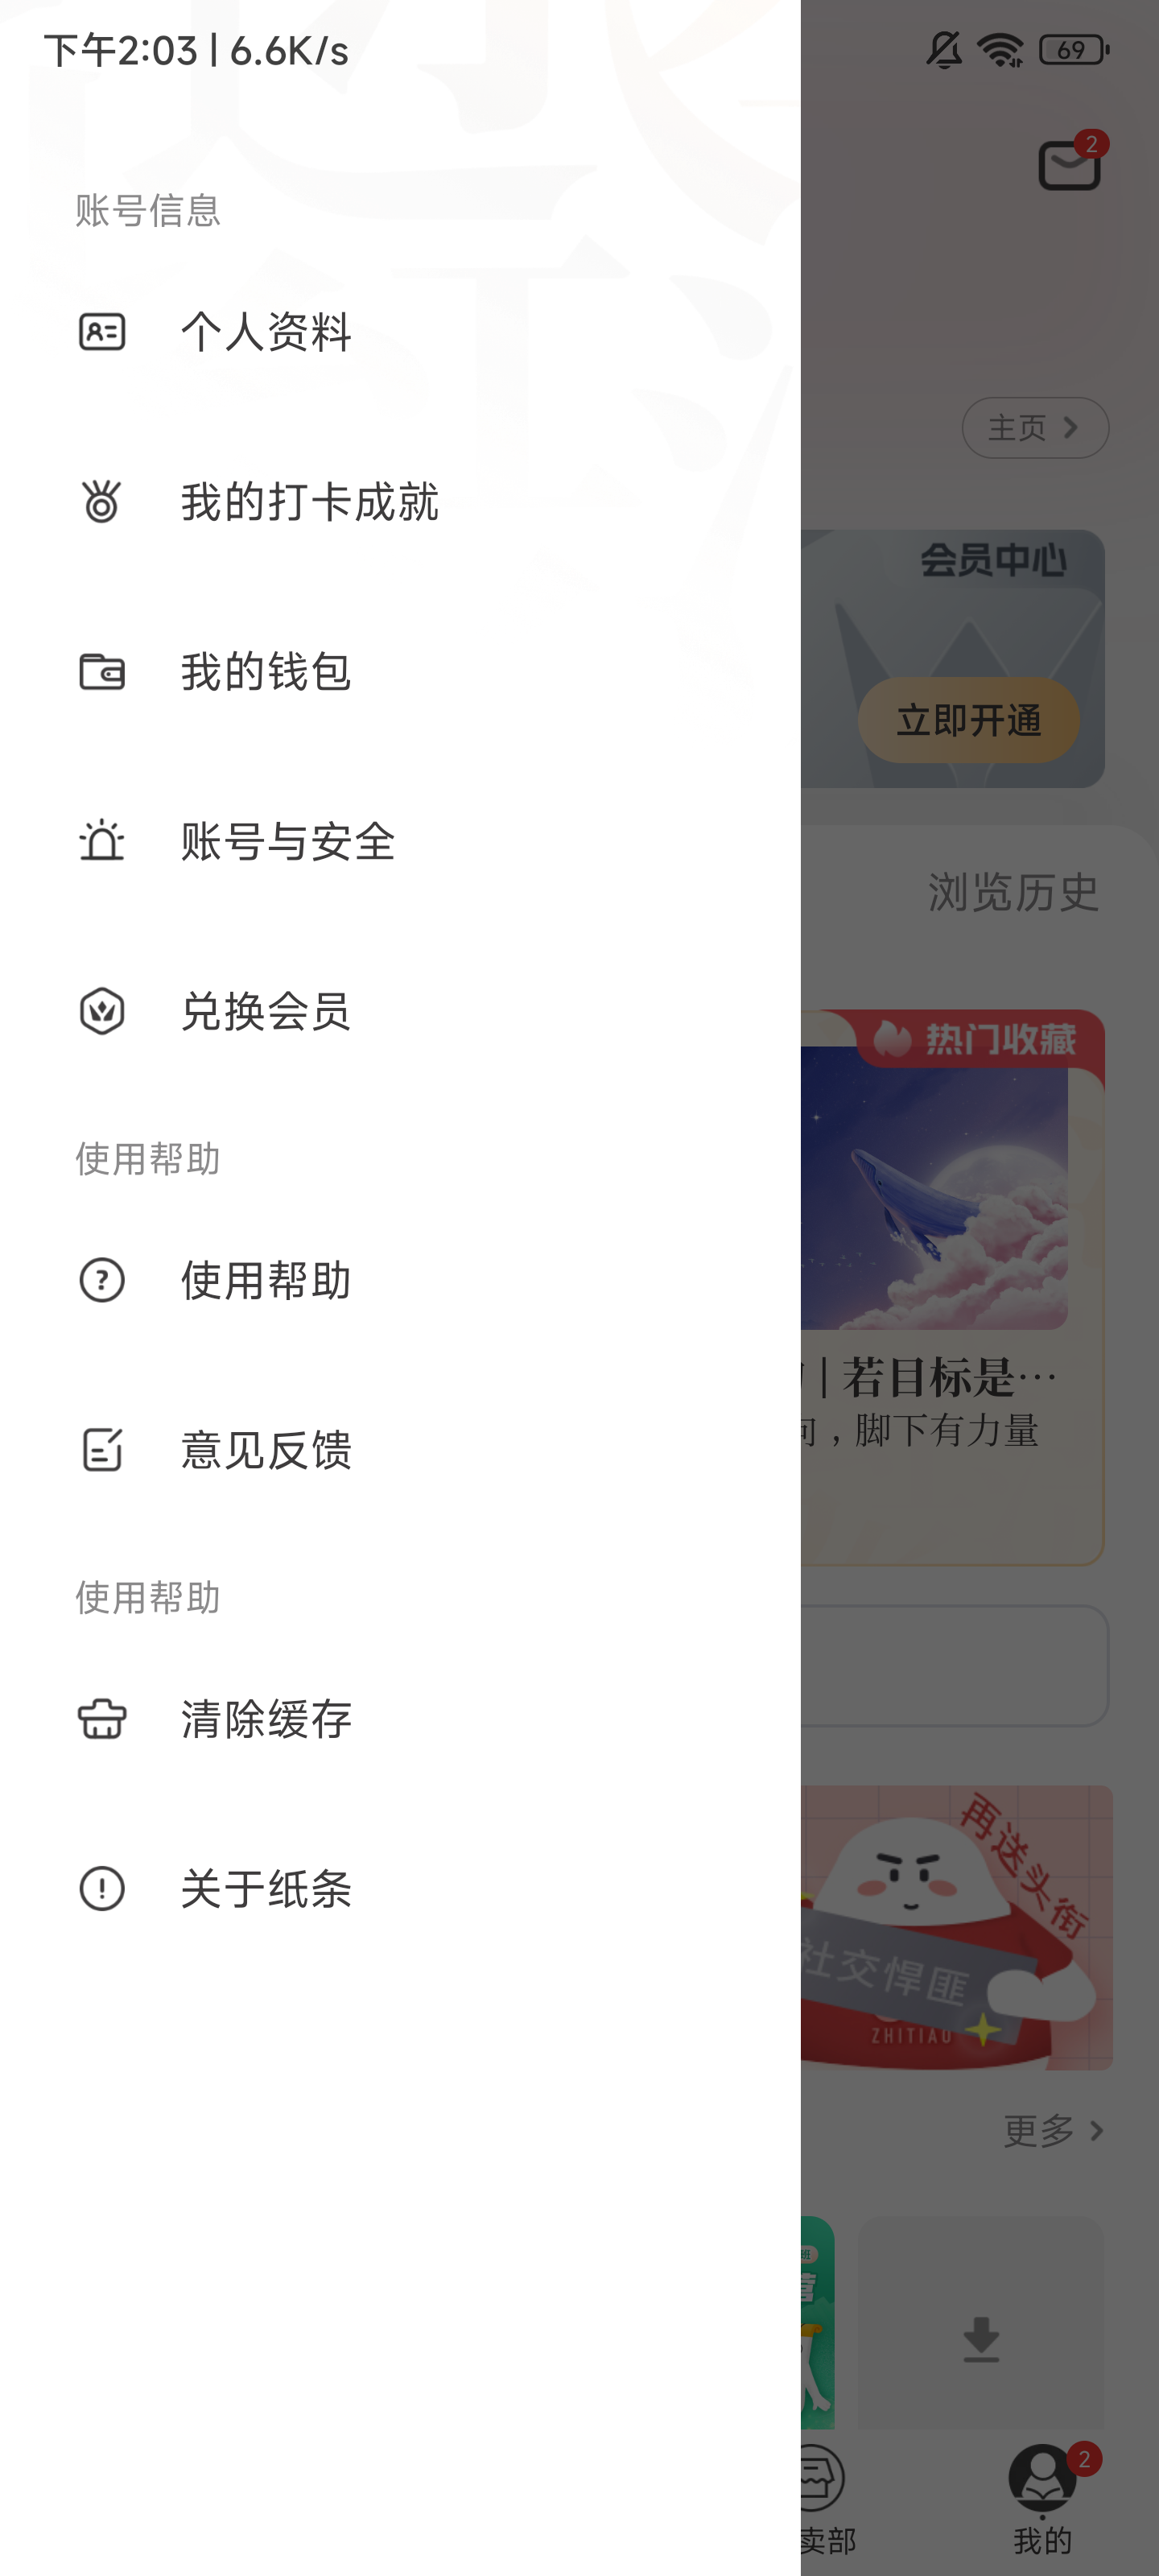 下午2:03 | 6.6K/s
69
2
账号信息
个人资料
主页
我的打卡成就
会员中心
我的钱包
立即开通
账号与安全
浏览历史
兑换会员
热门收藏
使用帮助
使用帮助
| 若目标是…
，脚下有力量
意见反馈
使用帮助
清除缓存
再送头衔
关于纸条
社交悍匪
ZHITIAO
更多
班
营
2
卖部
我的